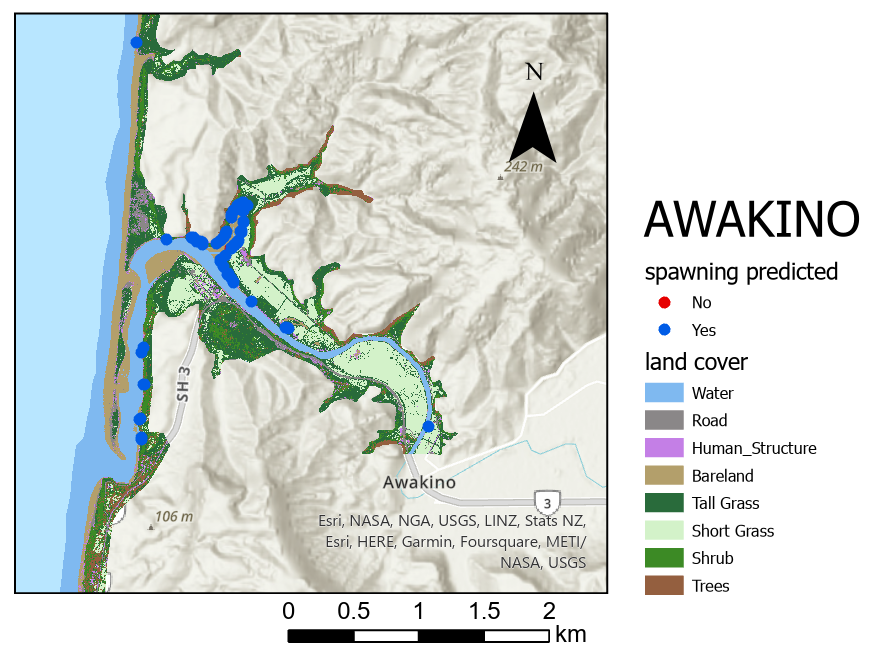 N
242 m
SH 3
Awakino
3
106 m
Esri, NASA, NGA, USGS, LINZ, Stats NZ,
Esri, HERE, Garmin, Foursquare, METI/
NASA, USGS
0 0.5 1 1.5 2
km
AWAKINO
spawning predicted
No
Yes
land cover
Water
Road
Human_Structure
Bareland
Tall Grass
Short Grass
Shrub
Trees